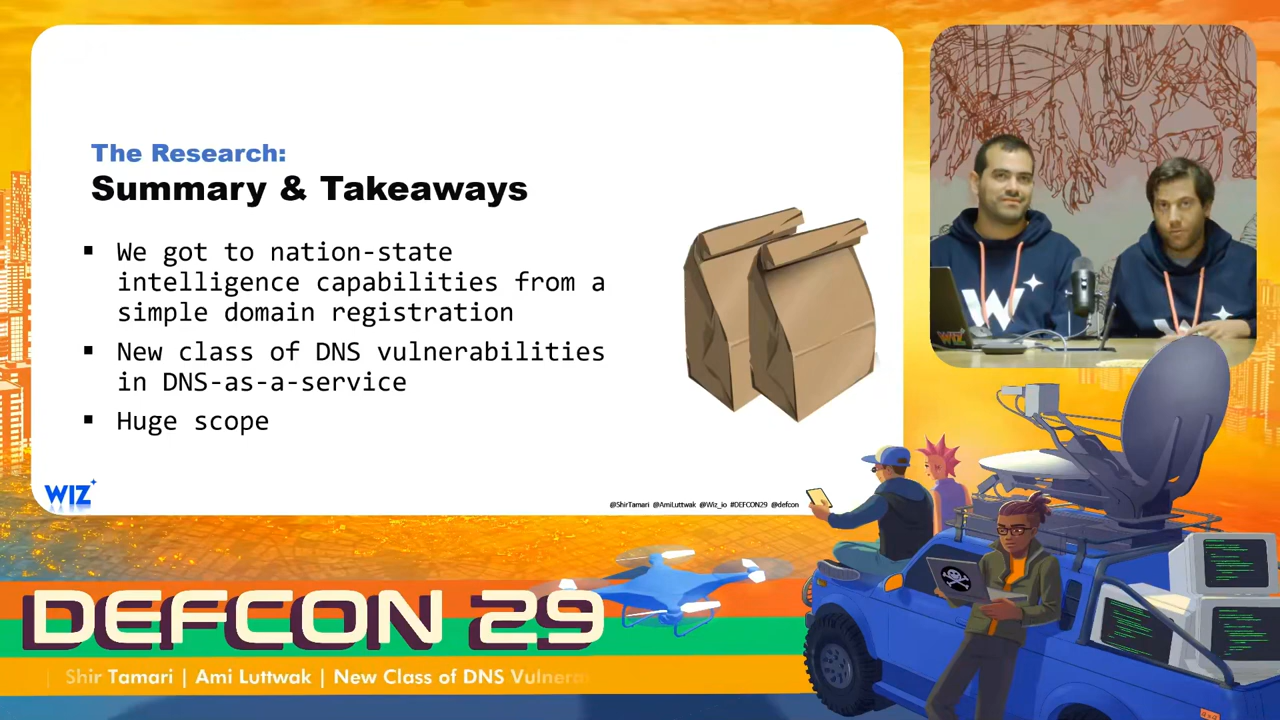 The Research:
Summary & Takeaways
▪ We got to nation-state
intelligence capabilities from a
simple domain registration
▪ New class of DNS vulnerabilities
in DNS-as-a-service
▪ Huge scope
WIZ
@ShirTamari @AmiLuttwak @Wiz_io #DEFCON29 @defcon
W
WIZ
DEFCON 29
Shir Tamari | Ami Luttwak | New Class of DNS Vulnera